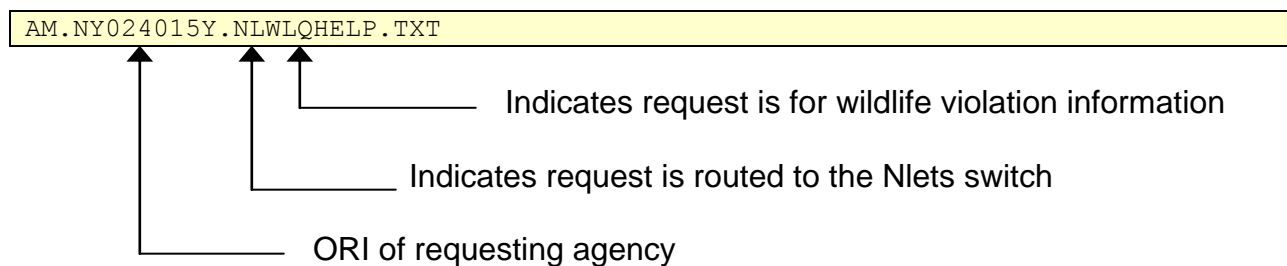 AM.NY024015Y.NLWLQHELP.TXT
Indicates request is for wildlife violation information
Indicates request is routed to the Nlets switch
ORI of requesting agency